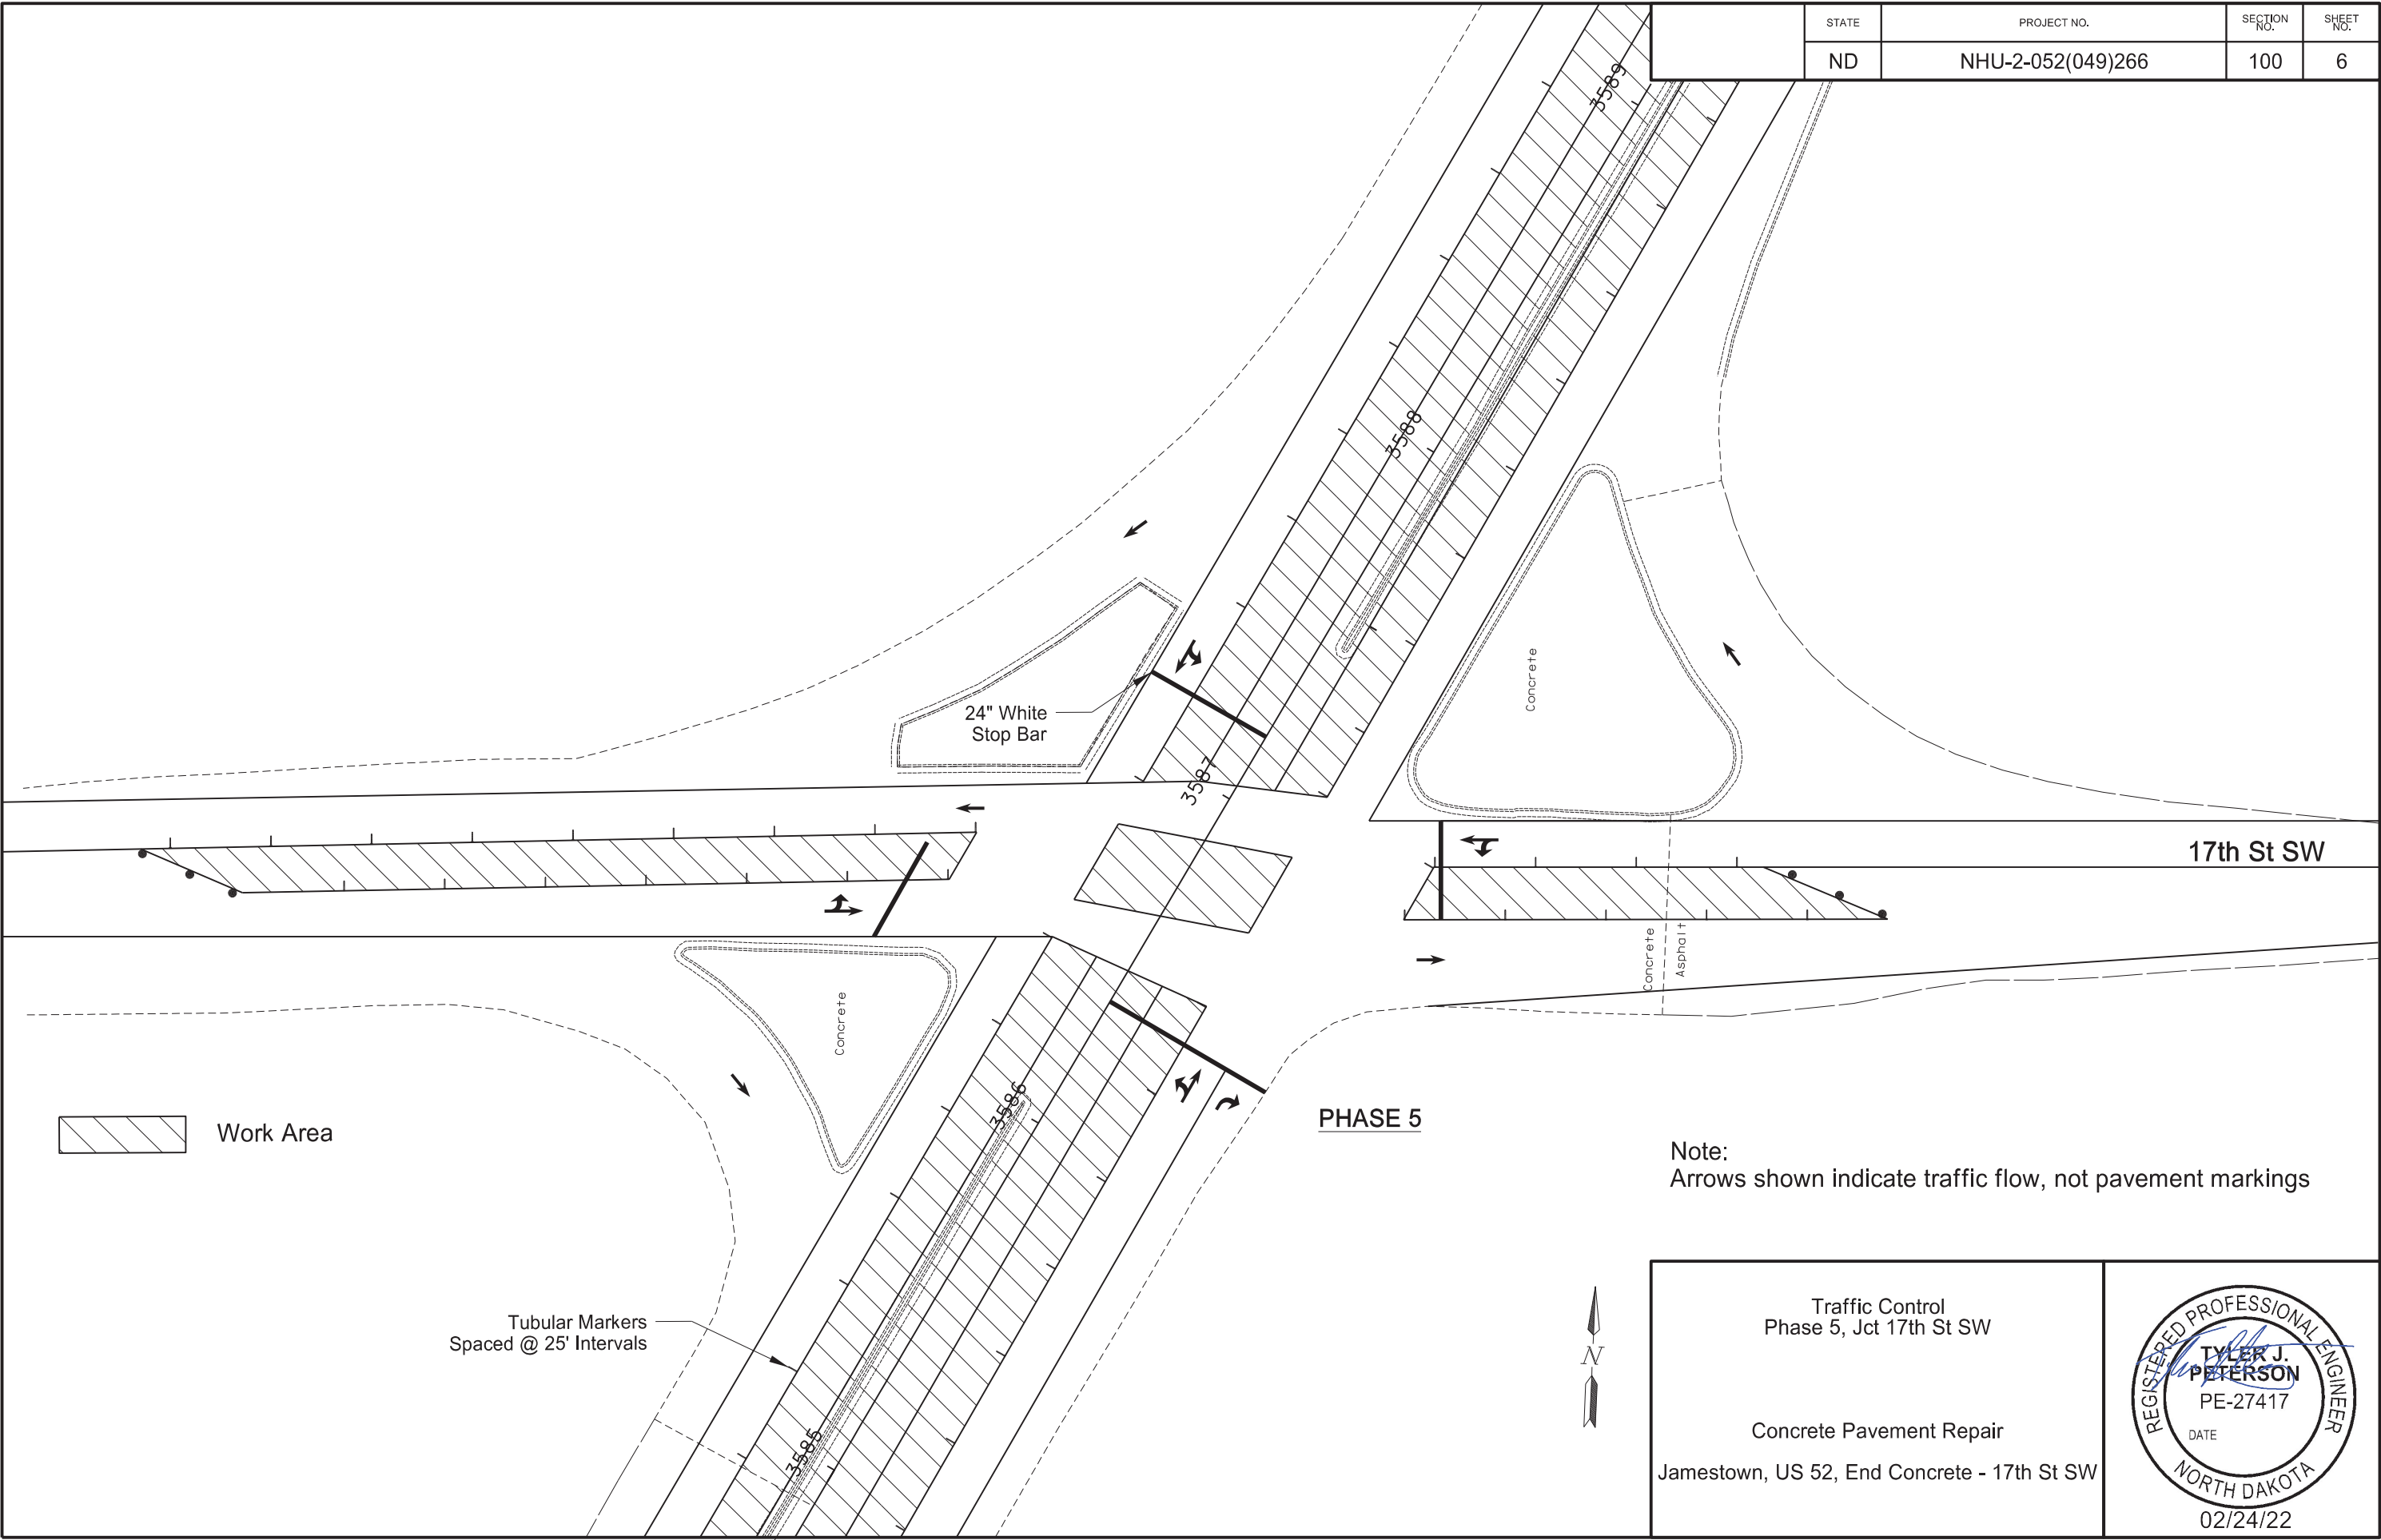 STATE
PROJECT NO.
SECTION NO.
SHEET NO.
ND
NHU-2-052(049)266
100
6
3589
3588
Concrete
24" White
Stop Bar
3587
17th St SW
Concrete
Asphalt
Concrete
3586
Work Area
PHASE 5
Note:
Arrows shown indicate traffic flow, not pavement markings
Tubular Markers
Spaced @ 25' Intervals
3585
N
Traffic Control
Phase 5, Jct 17th St SW
Concrete Pavement Repair
Jamestown, US 52, End Concrete - 17th St SW
REGISTERED PROFESSIONAL ENGINEER
TYLER J.
PETERSON
PE-27417
DATE
NORTH DAKOTA
02/24/22